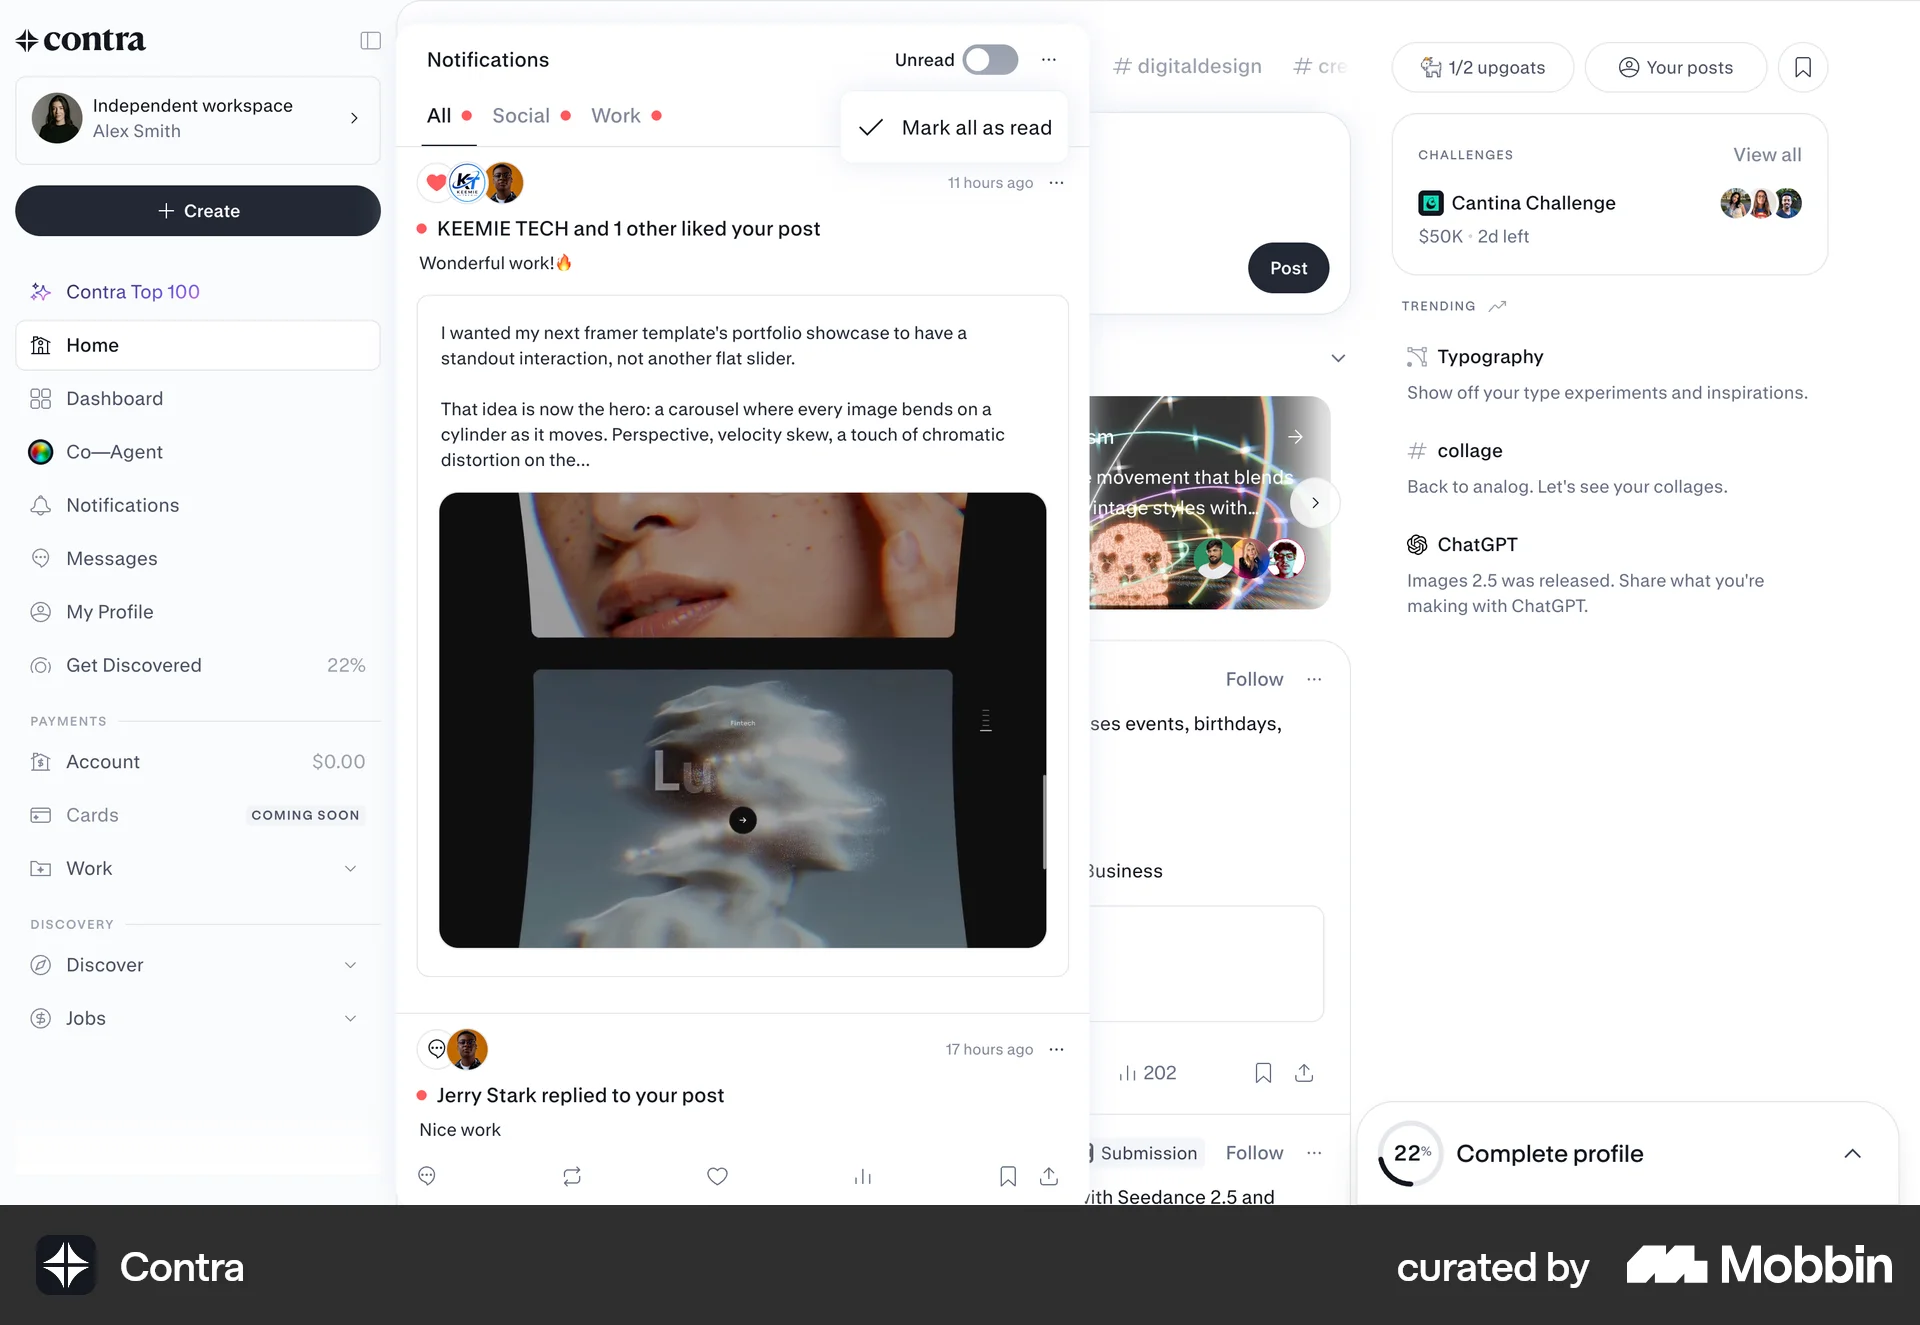 contra
Independent workspace
Alex Smith
Create
Contra Top 100
Home
Dashboard
Co—Agent
Notifications
Messages
My Profile
Get Discovered 22%
PAYMENTS
Account $0.00
Cards COMING SOON
Work
DISCOVERY
Discover
Jobs
Notifications
Unread
All
Social
Work
Mark all as read
KT
KEEMIE
11 hours ago
KEEMIE TECH and 1 other liked your post
Wonderful work!🔥
I wanted my next framer template's portfolio showcase to have a
standout interaction, not another flat slider.
That idea is now the hero: a carousel where every image bends on a
cylinder as it moves. Perspective, velocity skew, a touch of chromatic
distortion on the...
Fintech
Lu
17 hours ago
Jerry Stark replied to your post
Nice work
# digitaldesign
# cre
Post
sm
movement that blends
vintage styles with...
Follow
ses events, birthdays,
Business
202
Submission
Follow
with Seedance 2.5 and
1/2 upgoats
Your posts
CHALLENGES
View all
Cantina Challenge
$50K · 2d left
TRENDING
Typography
Show off your type experiments and inspirations.
# collage
Back to analog. Let's see your collages.
ChatGPT
Images 2.5 was released. Share what you're
making with ChatGPT.
22%
Complete profile
Contra
curated by
Mobbin